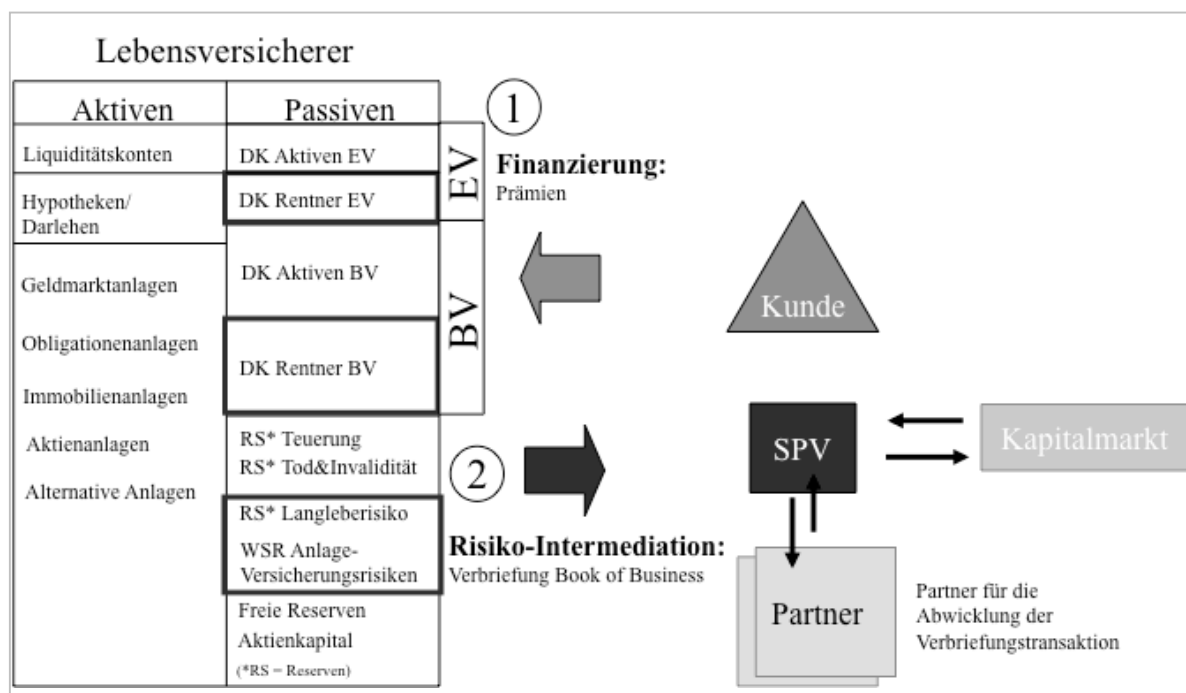 Lebensversicherer
Aktiven
Passiven
Liquiditätskonten
Hypotheken/
Darlehen
Geldmarktanlagen
Obligationenanlagen
Immobilienanlagen
Aktienanlagen
Alternative Anlagen
DK Aktiven EV
DK Rentner EV
DK Aktiven BV
DK Rentner BV
RS* Teuerung
RS* Tod&Invalidität
RS* Langleberisiko
WSR Anlage-
Versicherungsrisiken
Freie Reserven
Aktienkapital
(*RS = Reserven)
EV
BV
1
Finanzierung:
Prämien
2
Risiko-Intermediation:
Verbriefung Book of Business
Kunde
SPV
Kapitalmarkt
Partner
Partner für die
Abwicklung der
Verbriefungstransaktion